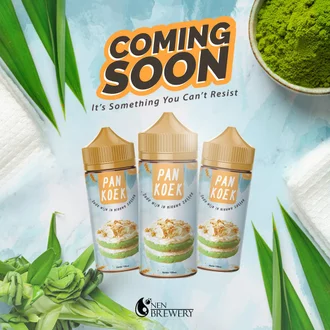 COMING
SOON
It's Something You Can't Resist
PAN
KOEK
PAN
KOEK
PAN
KOEK
NEN
BREWERY